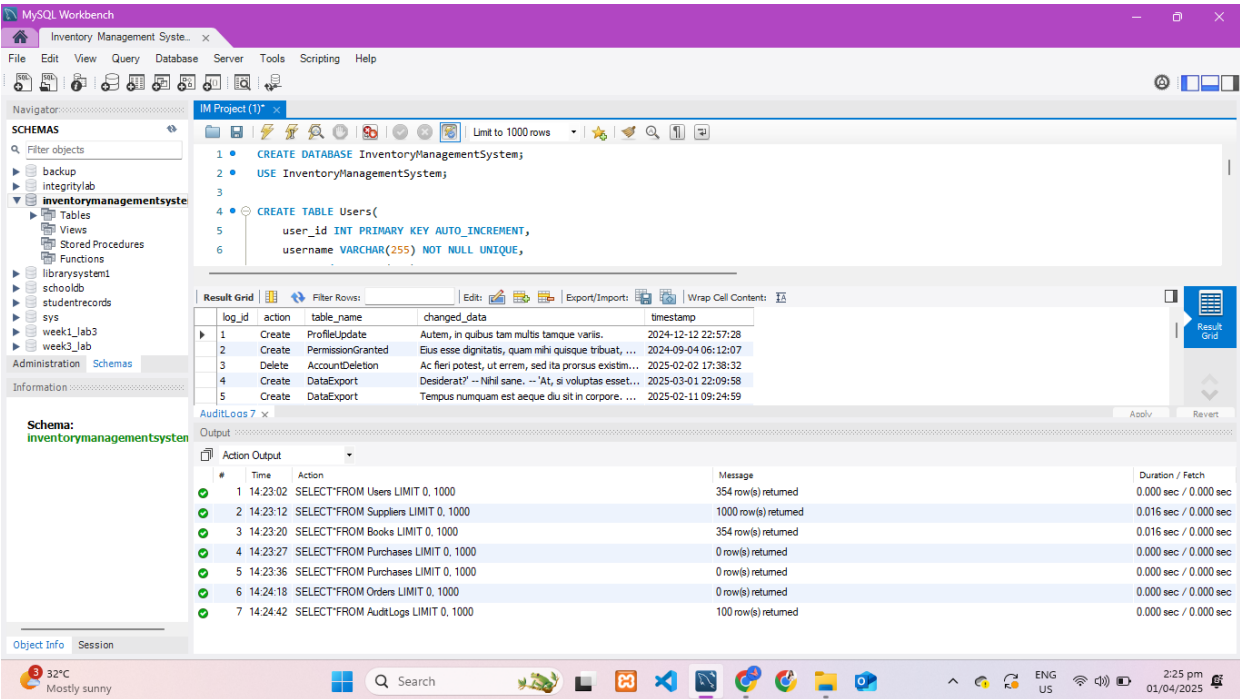 MySQL Workbench
Inventory Management Syste...
File Edit View Query Database Server Tools Scripting Help
Navigator
SCHEMAS
Filter objects
backup
integritylab
inventorymanagementsyste
Tables
Views
Stored Procedures
Functions
librarysystem1
schooldb
studentrecords
sys
week1_lab3
week3_lab
Administration Schemas
Information
Schema:
inventorymanagementsystem
Object Info Session
IM Project (1)*
Limit to 1000 rows
1 CREATE DATABASE InventoryManagementSystem;
2 USE InventoryManagementSystem;
3
4 CREATE TABLE Users(
5 user_id INT PRIMARY KEY AUTO_INCREMENT,
6 username VARCHAR(255) NOT NULL UNIQUE,
Result Grid Filter Rows: Edit: Export/Import: Wrap Cell Content:
log_id action table_name changed_data timestamp
1 Create ProfileUpdate Autem, in quibus tam multis tamque variis. 2024-12-12 22:57:28
2 Create PermissionGranted Eius esse dignitatis, quam mihi quisque tribuat, ... 2024-09-04 06:12:07
3 Delete AccountDeletion Ac fieri potest, ut errem, sed ita prorsus existim... 2025-02-02 17:38:32
4 Create DataExport Desiderat?' -- Nihil sane. -- 'At, si voluptas esset... 2025-03-01 22:09:58
5 Create DataExport Tempus numquam est aeque diu sit in corpore. ... 2025-02-11 09:24:59
Result
Grid
AuditLogs 7
Apply Revert
Output
Action Output
# Time Action Message Duration / Fetch
1 14:23:02 SELECT*FROM Users LIMIT 0, 1000 354 row(s) returned 0.000 sec / 0.000 sec
2 14:23:12 SELECT*FROM Suppliers LIMIT 0, 1000 1000 row(s) returned 0.016 sec / 0.000 sec
3 14:23:20 SELECT*FROM Books LIMIT 0, 1000 354 row(s) returned 0.016 sec / 0.000 sec
4 14:23:27 SELECT*FROM Purchases LIMIT 0, 1000 0 row(s) returned 0.000 sec / 0.000 sec
5 14:23:36 SELECT*FROM Purchases LIMIT 0, 1000 0 row(s) returned 0.000 sec / 0.000 sec
6 14:24:18 SELECT*FROM Orders LIMIT 0, 1000 0 row(s) returned 0.000 sec / 0.000 sec
7 14:24:42 SELECT*FROM AuditLogs LIMIT 0, 1000 100 row(s) returned 0.000 sec / 0.000 sec
3
32°C
Mostly sunny
Search
4
ENG
US
2:25 pm
01/04/2025